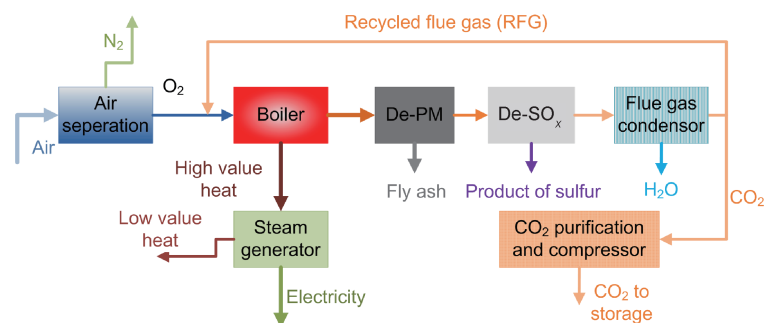 Recycled flue gas (RFG)
N₂
O₂
Air
seperation
Boiler
De-PM
De-SOₓ
Flue gas
condensor
Air
High value
heat
Fly ash
Product of sulfur
H₂O
CO₂
Low value
heat
Steam
generator
CO₂ purification
and compressor
Electricity
CO₂ to
storage